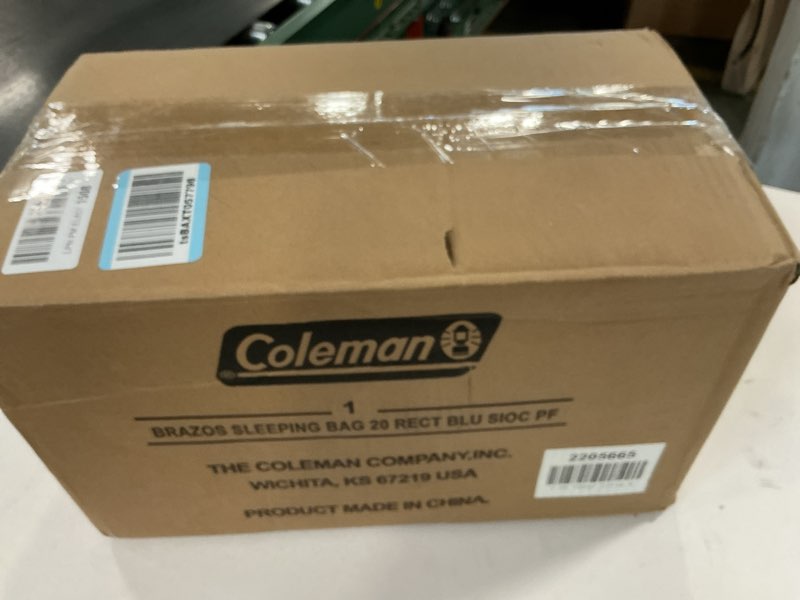 tsBAXT057798
Coleman
1
BRAZOS SLEEPING BAG 20 RECT BLU SIOC PF
THE COLEMAN COMPANY,INC.
WICHITA, KS 67219 USA
PRODUCT MADE IN CHINA.
2205665